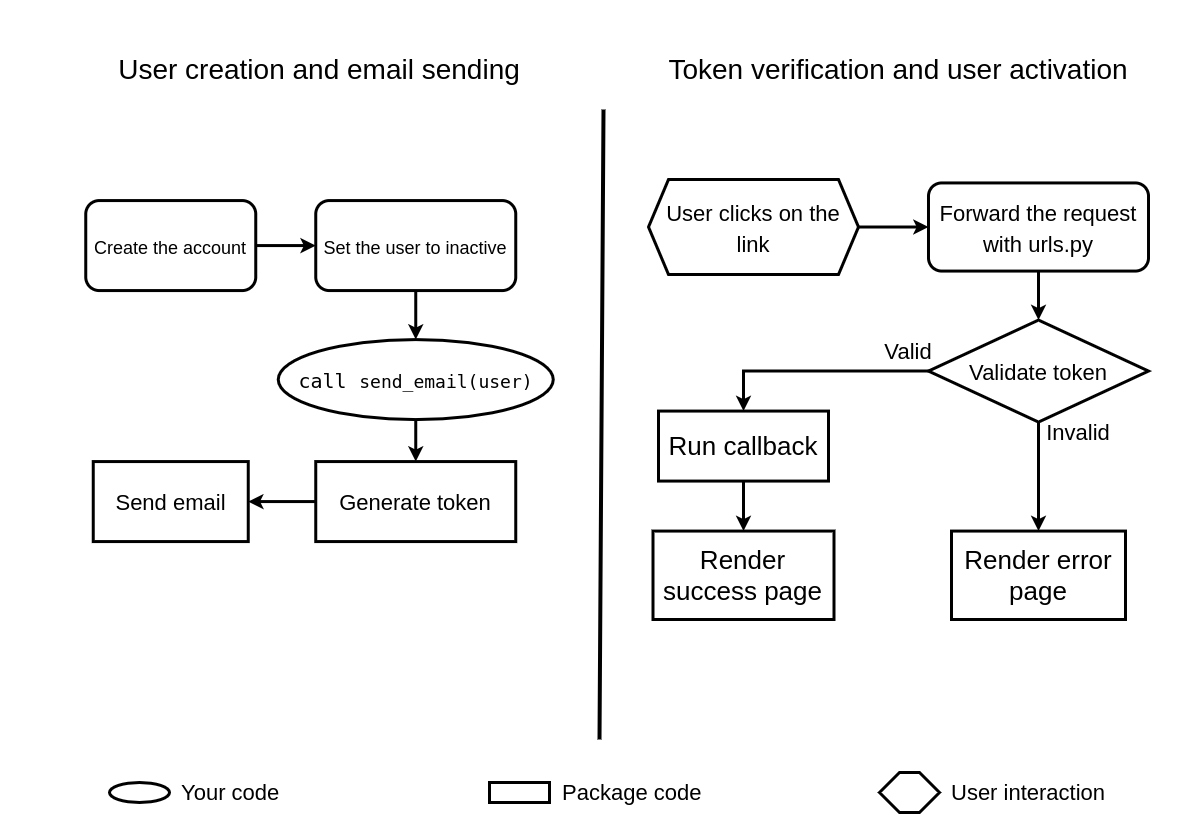 User creation and email sending
Create the account
Set the user to inactive
call send_email(user)
Generate token
Send email
Token verification and user activation
User clicks on the
link
Forward the request
with urls.py
Validate token
Valid
Invalid
Run callback
Render
success page
Render error
page
Your code
Package code
User interaction